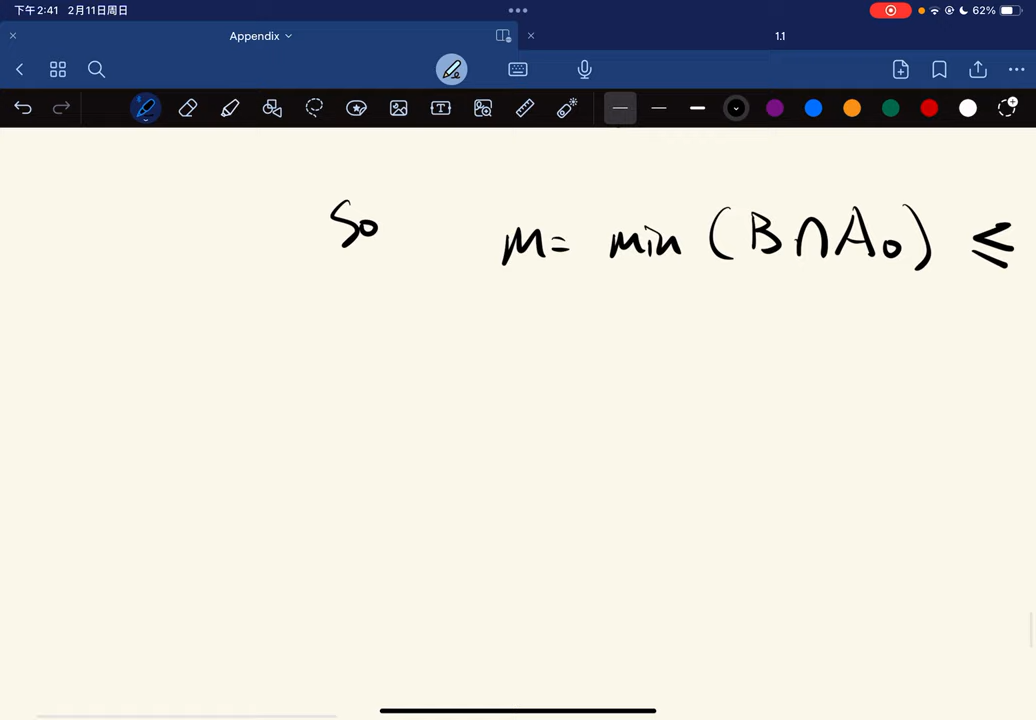 下午2:41 2月11日周日 62%
Appendix 1.1
So m = min (B∩A₀) ≤